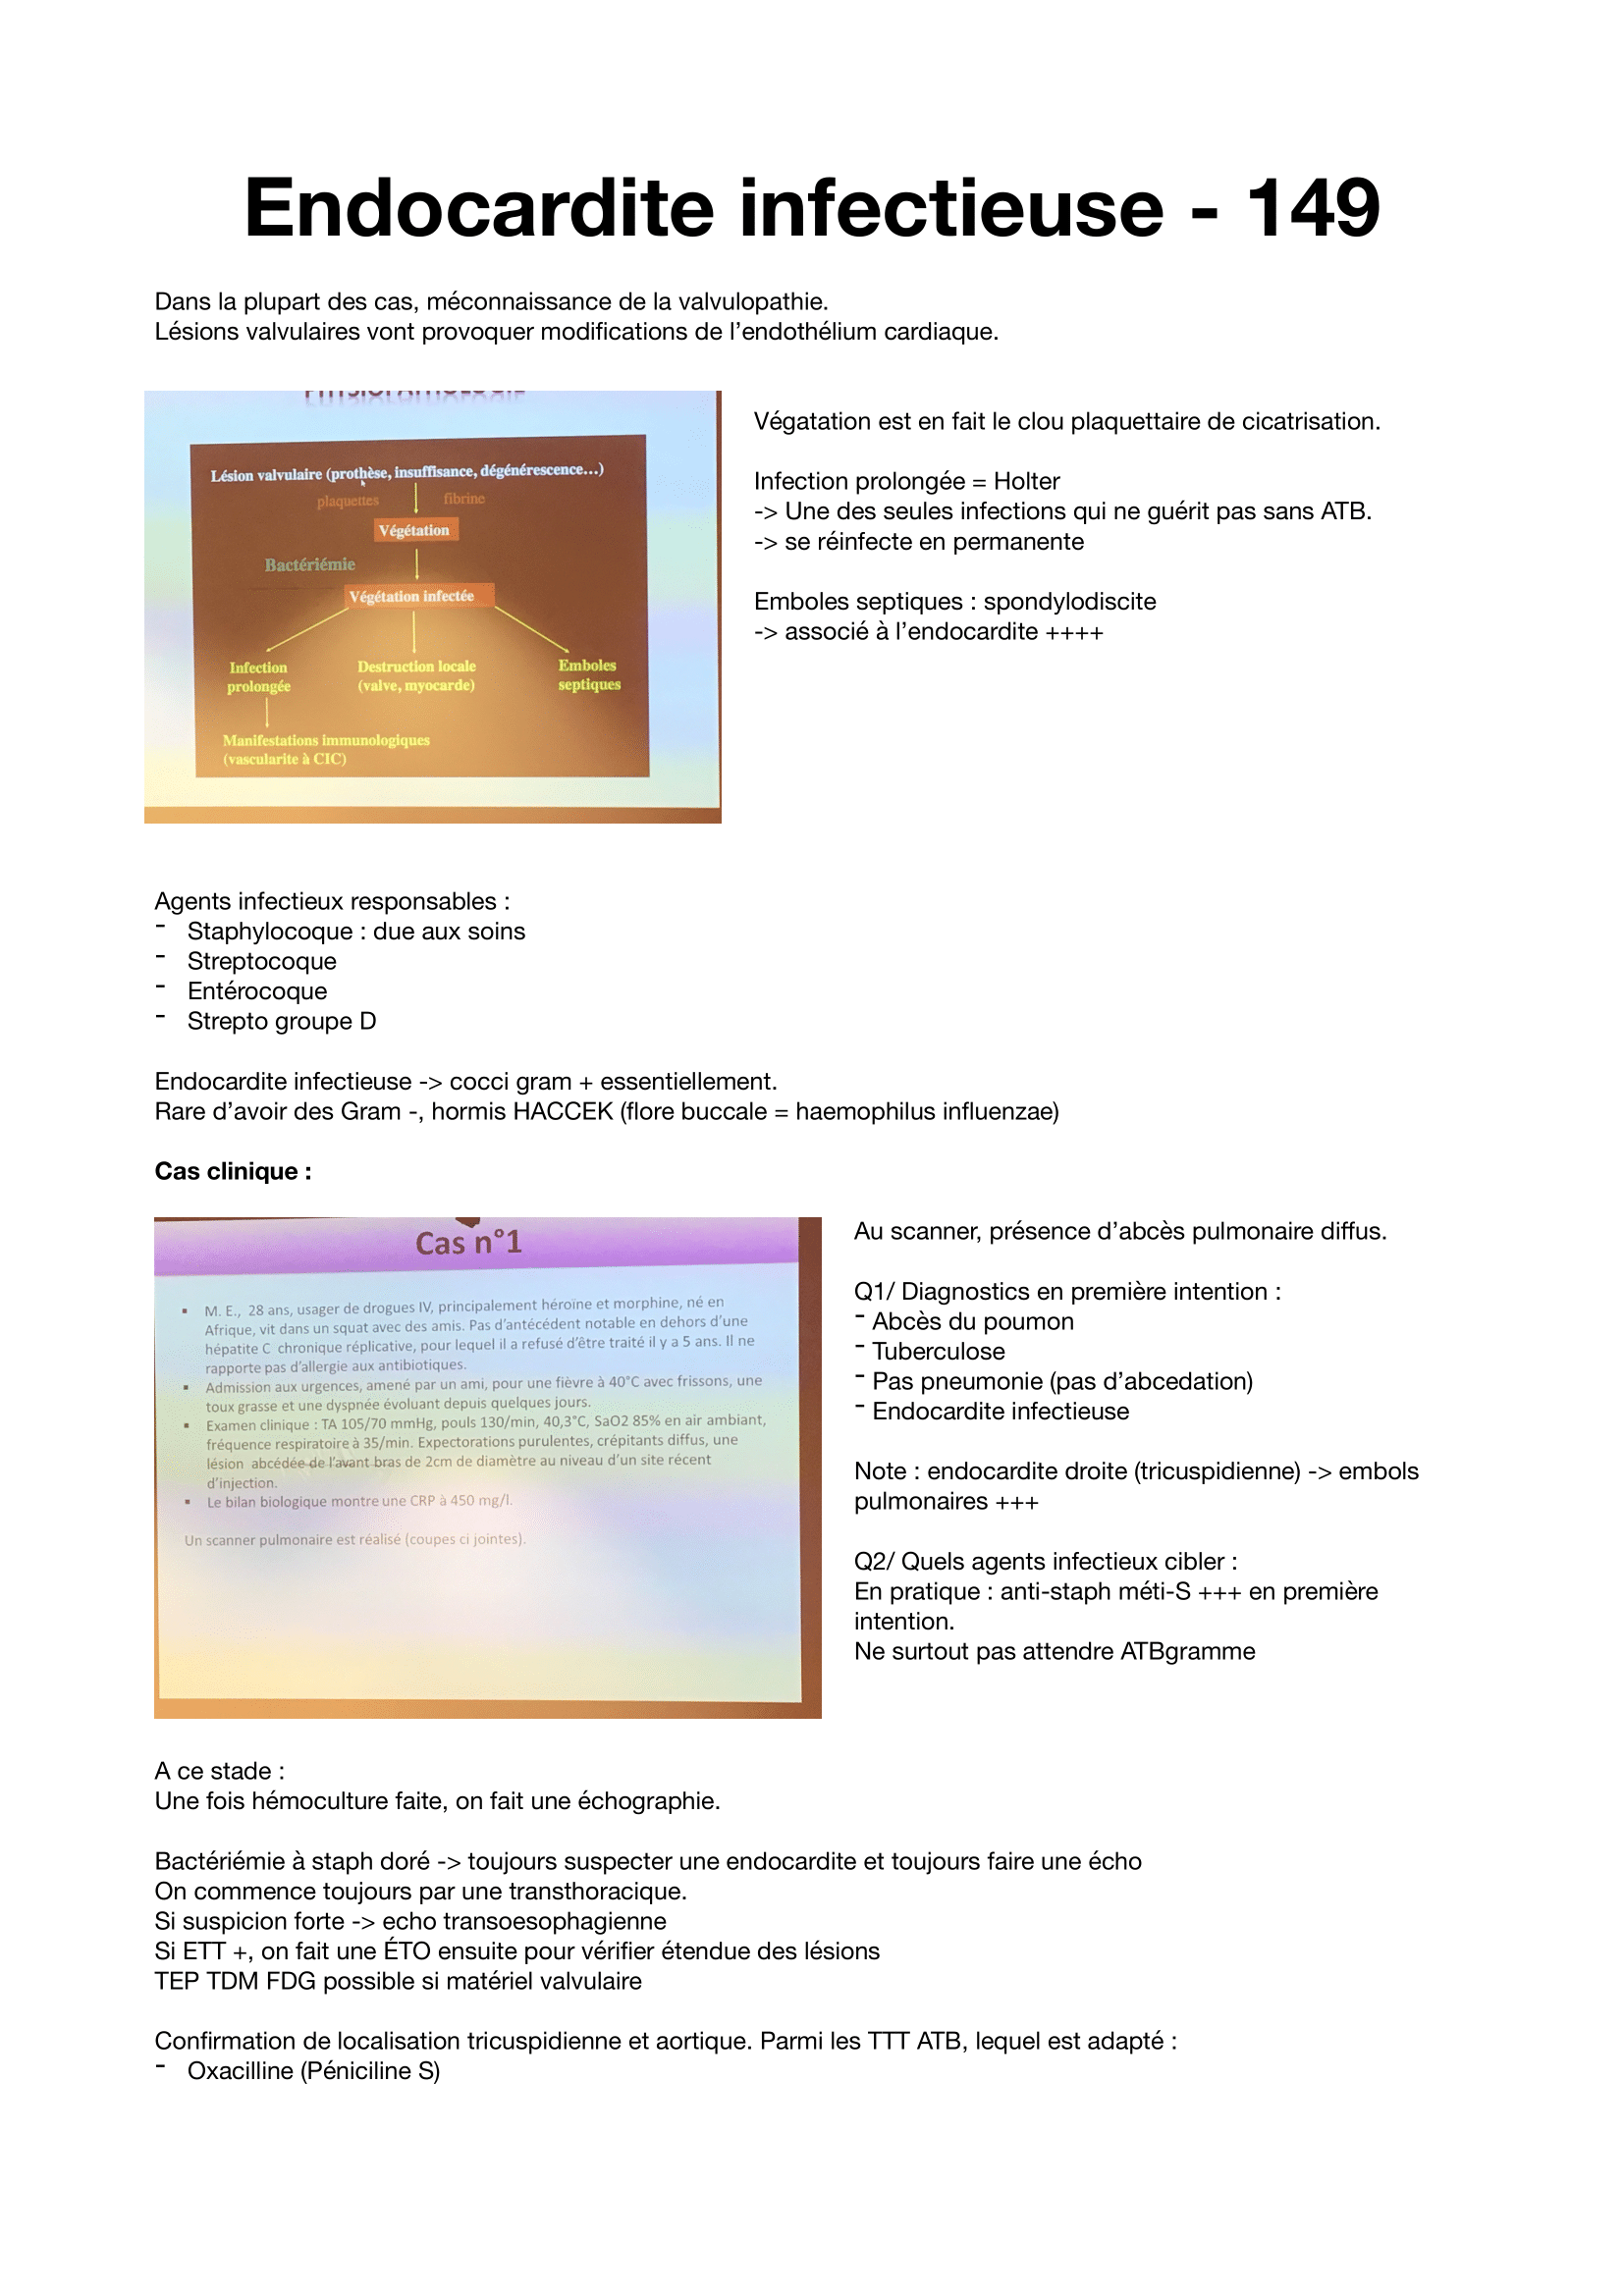 Endocardite infectieuse - 149
Dans la plupart des cas, méconnaissance de la valvulopathie.
Lésions valvulaires vont provoquer modifications de l’endothélium cardiaque.
Lésion valvulaire (prothèse, insuffisance, dégénérescence...)
plaquettes fibrine
Végétation
Bactériémie
Végétation infectée
Infection prolongée
Destruction locale (valve, myocarde)
Emboles septiques
Manifestations immunologiques
(vascularite à CIC)
Végatation est en fait le clou plaquettaire de cicatrisation.
Infection prolongée = Holter
-> Une des seules infections qui ne guérit pas sans ATB.
-> se réinfecte en permanente
Emboles septiques : spondylodiscite
-> associé à l’endocardite ++++
Agents infectieux responsables :
- Staphylocoque : due aux soins
- Streptocoque
- Entérocoque
- Strepto groupe D
Endocardite infectieuse -> cocci gram + essentiellement.
Rare d’avoir des Gram -, hormis HACCEK (flore buccale = haemophilus influenzae)
Cas clinique :
Cas n°1
▪ M. E., 28 ans, usager de drogues IV, principalement héroïne et morphine, né en
Afrique, vit dans un squat avec des amis. Pas d’antécédent notable en dehors d’une
hépatite C chronique réplicative, pour lequel il a refusé d’être traité il y a 5 ans. Il ne
rapporte pas d’allergie aux antibiotiques.
▪ Admission aux urgences, amené par un ami, pour une fièvre à 40°C avec frissons, une
toux grasse et une dyspnée évoluant depuis quelques jours.
▪ Examen clinique : TA 105/70 mmHg, pouls 130/min, 40,3°C, SaO2 85% en air ambiant,
fréquence respiratoire à 35/min. Expectorations purulentes, crépitants diffus, une
lésion abcédée de l’avant bras de 2cm de diamètre au niveau d’un site récent
d’injection.
▪ Le bilan biologique montre une CRP à 450 mg/l.
Un scanner pulmonaire est réalisé (coupes ci jointes).
Au scanner, présence d’abcès pulmonaire diffus.
Q1/ Diagnostics en première intention :
- Abcès du poumon
- Tuberculose
- Pas pneumonie (pas d’abcedation)
- Endocardite infectieuse
Note : endocardite droite (tricuspidienne) -> embols
pulmonaires +++
Q2/ Quels agents infectieux cibler :
En pratique : anti-staph méti-S +++ en première
intention.
Ne surtout pas attendre ATBgramme
A ce stade :
Une fois hémoculture faite, on fait une échographie.
Bactériémie à staph doré -> toujours suspecter une endocardite et toujours faire une écho
On commence toujours par une transthoracique.
Si suspicion forte -> echo transoesophagienne
Si ETT +, on fait une ÉTO ensuite pour vérifier étendue des lésions
TEP TDM FDG possible si matériel valvulaire
Confirmation de localisation tricuspidienne et aortique. Parmi les TTT ATB, lequel est adapté :
- Oxacilline (Péniciline S)